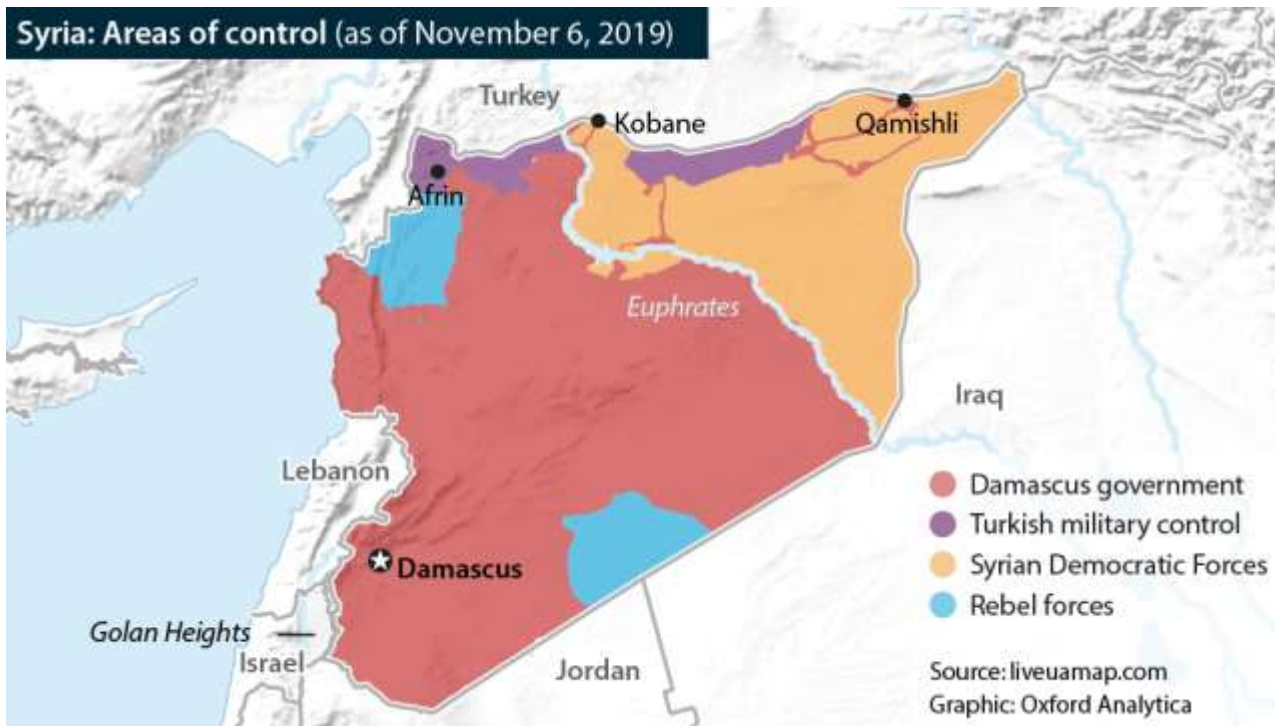 Syria: Areas of control (as of November 6, 2019)
Turkey
Kobane
Qamishli
Afrin
Euphrates
Iraq
Lebanon
Damascus
Golan Heights
Israel
Jordan
Damascus government
Turkish military control
Syrian Democratic Forces
Rebel forces
Source: liveuamap.com
Graphic: Oxford Analytica